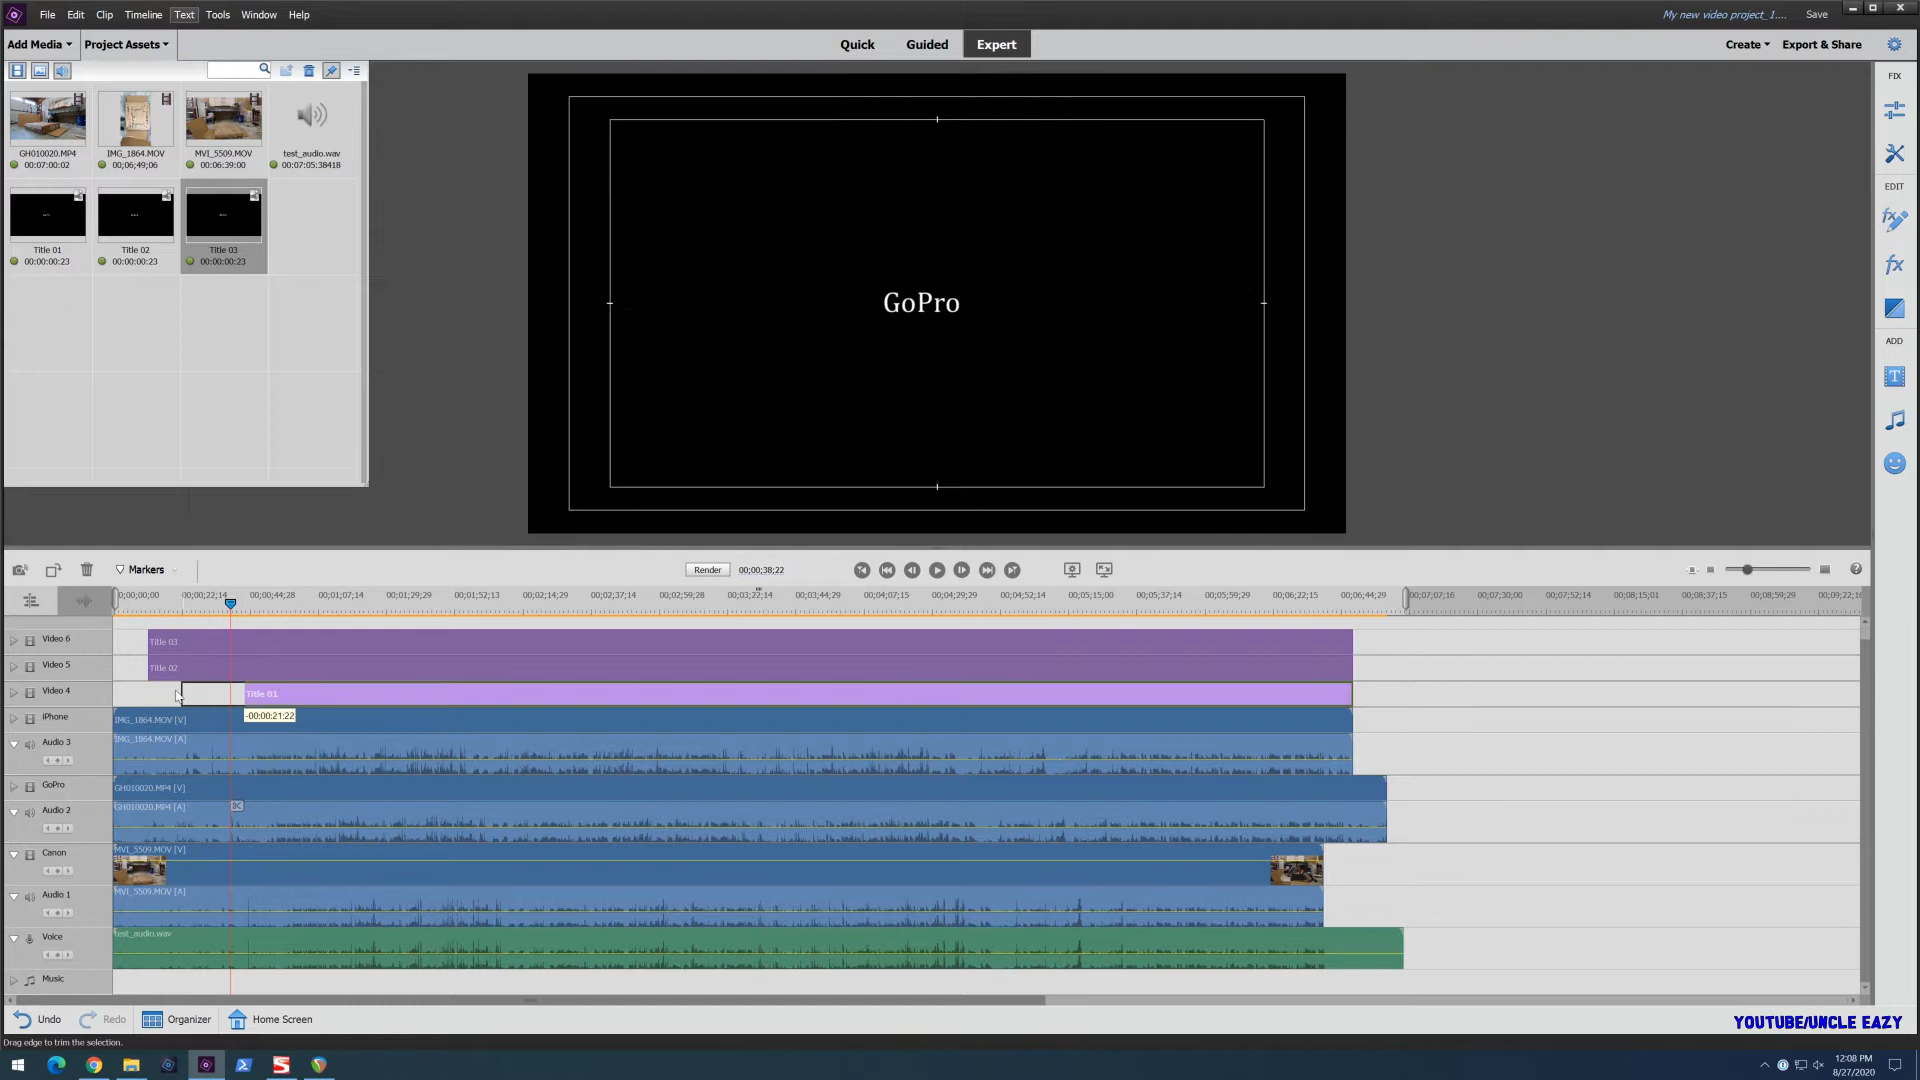 File Edit Clip Timeline Text Tools Window Help
My new video project_1....
Save
Add Media
Project Assets
Quick Guided Expert
Create
Export & Share
FIX
EDIT
ADD
GH010020.MP4
00:07:00:02
IMG_1864.MOV
00;06;49;06
MVI_5509.MOV
00:06:39:00
test_audio.wav
00:07:05:38418
Title 01
00:00:00:23
Title 02
00:00:00:23
Title 03
00:00:00:23
GoPro
Markers
Render
00;00;38;22
0;00;00;00 00;00;22;14 00;00;44;28 00;01;07;14 00;01;29;29 00;01;52;13 00;02;14;29 00;02;37;14 00;02;59;28 00;03;22;14 00;03;44;29 00;04;07;15 00;04;29;29 00;04;52;14 00;05;15;00 00;05;37;14 00;05;59;29 00;06;22;15 00;06;44;29 00;07;07;16 00;07;30;00 00;07;52;14 00;08;15;01 00;08;37;15 00;08;59;29 00;09;22;16
Video 6
Title 03
Video 5
Title 02
Video 4
Title 01
-00:00:21:22
iPhone
IMG_1864.MOV [V]
Audio 3
IMG_1864.MOV [A]
GoPro
GH010020.MP4 [V]
Audio 2
GH010020.MP4 [A]
Canon
MVI_5509.MOV [V]
Audio 1
MVI_5509.MOV [A]
Voice
test_audio.wav
Music
Undo
Redo
Organizer
Home Screen
YOUTUBE/UNCLE EAZY
Drag edge to trim the selection.
12:08 PM
8/27/2020